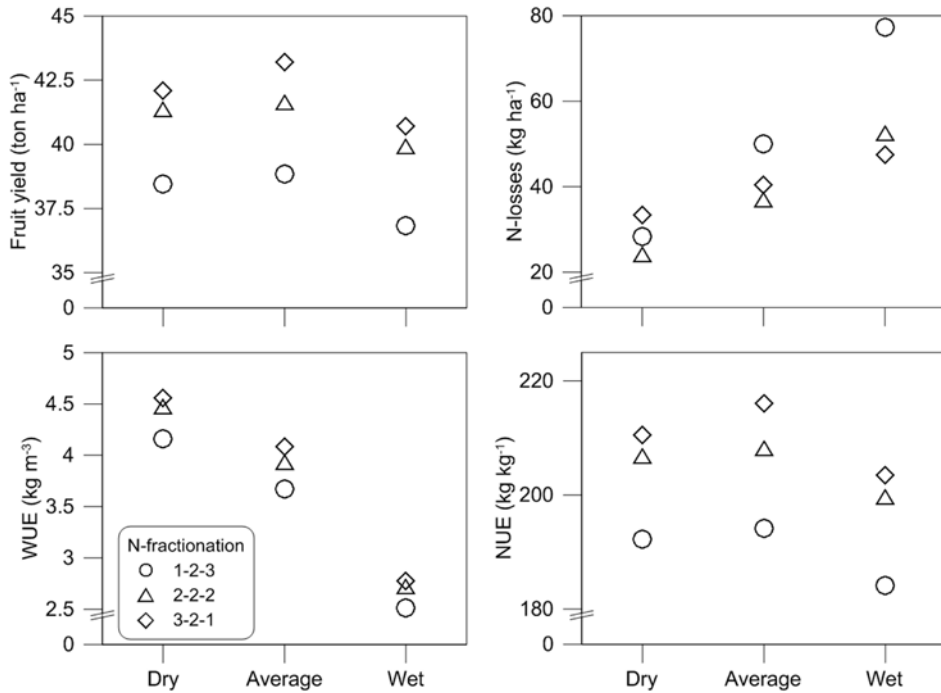 Fruit yield (ton ha⁻¹)
45
42.5
40
37.5
35
0
N-losses (kg ha⁻¹)
80
60
40
20
0
WUE (kg m⁻³)
5
4.5
4
3.5
3
2.5
0
N-fractionation
1-2-3
2-2-2
3-2-1
Dry
Average
Wet
NUE (kg kg⁻¹)
220
200
180
0
Dry
Average
Wet